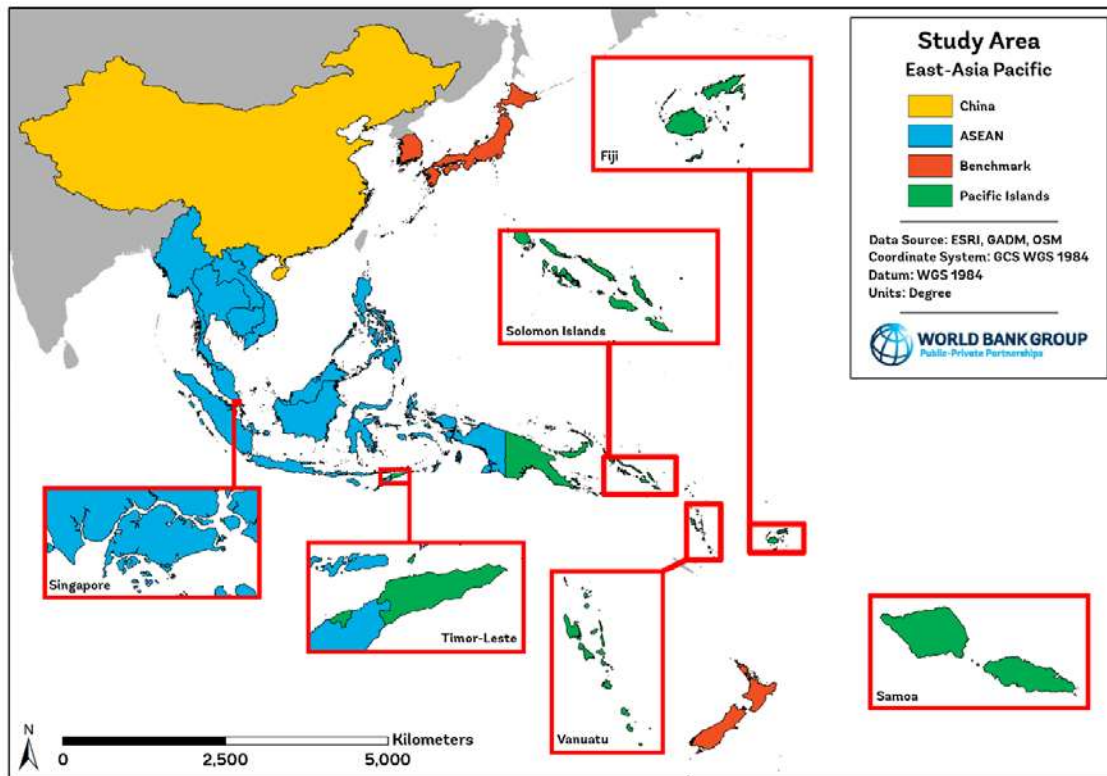 Study Area
East-Asia Pacific
China
ASEAN
Benchmark
Pacific Islands
Data Source: ESRI, GADM, OSM
Coordinate System: GCS WGS 1984
Datum: WGS 1984
Units: Degree
WORLD BANK GROUP
Public-Private Partnerships
Fiji
Solomon Islands
Singapore
Timor-Leste
Vanuatu
Samoa
N
Kilometers
0 2,500 5,000